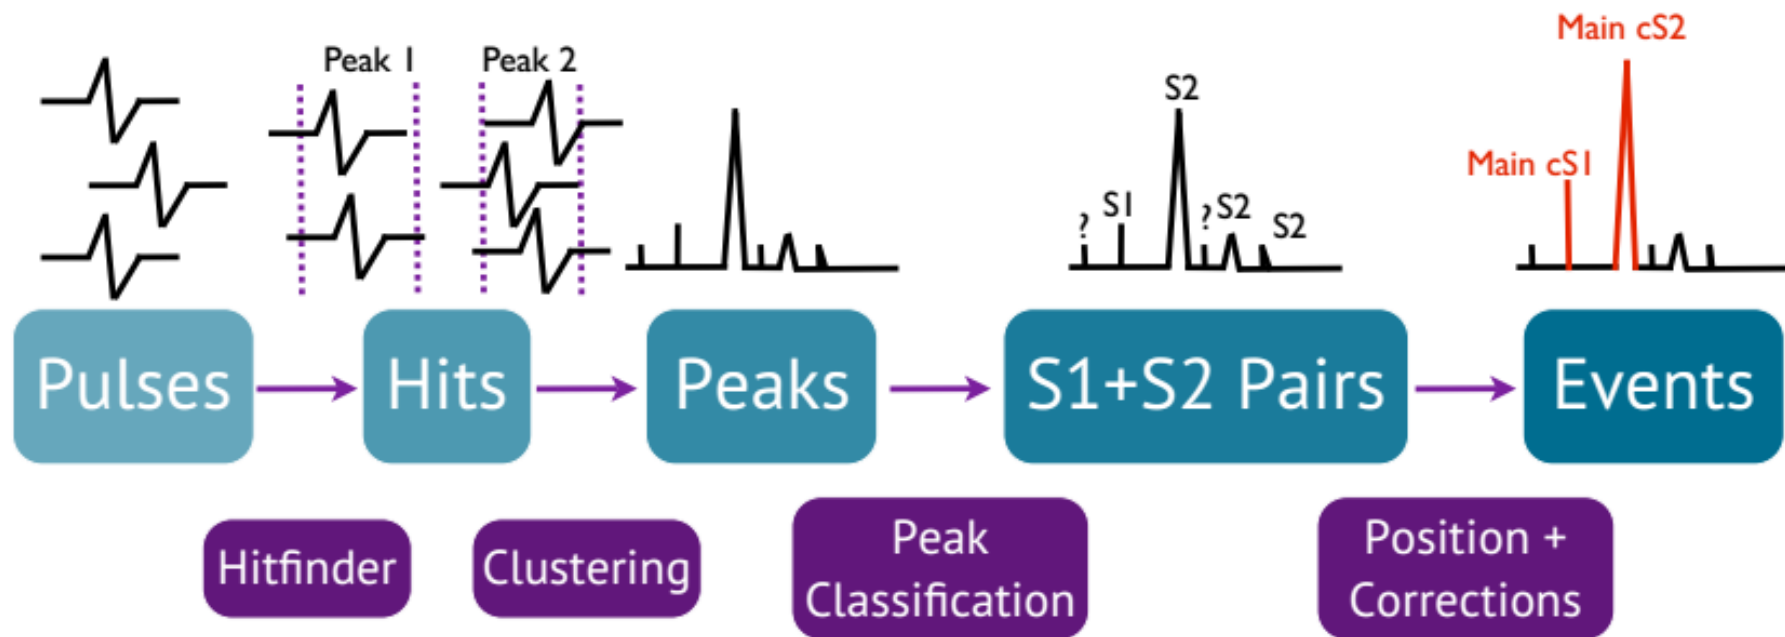 Peak 1
Peak 2
?
S1
S2
?
S2
S2
Main cS1
Main cS2
Pulses
Hits
Peaks
S1+S2 Pairs
Events
Hitfinder
Clustering
Peak
Classification
Position +
Corrections